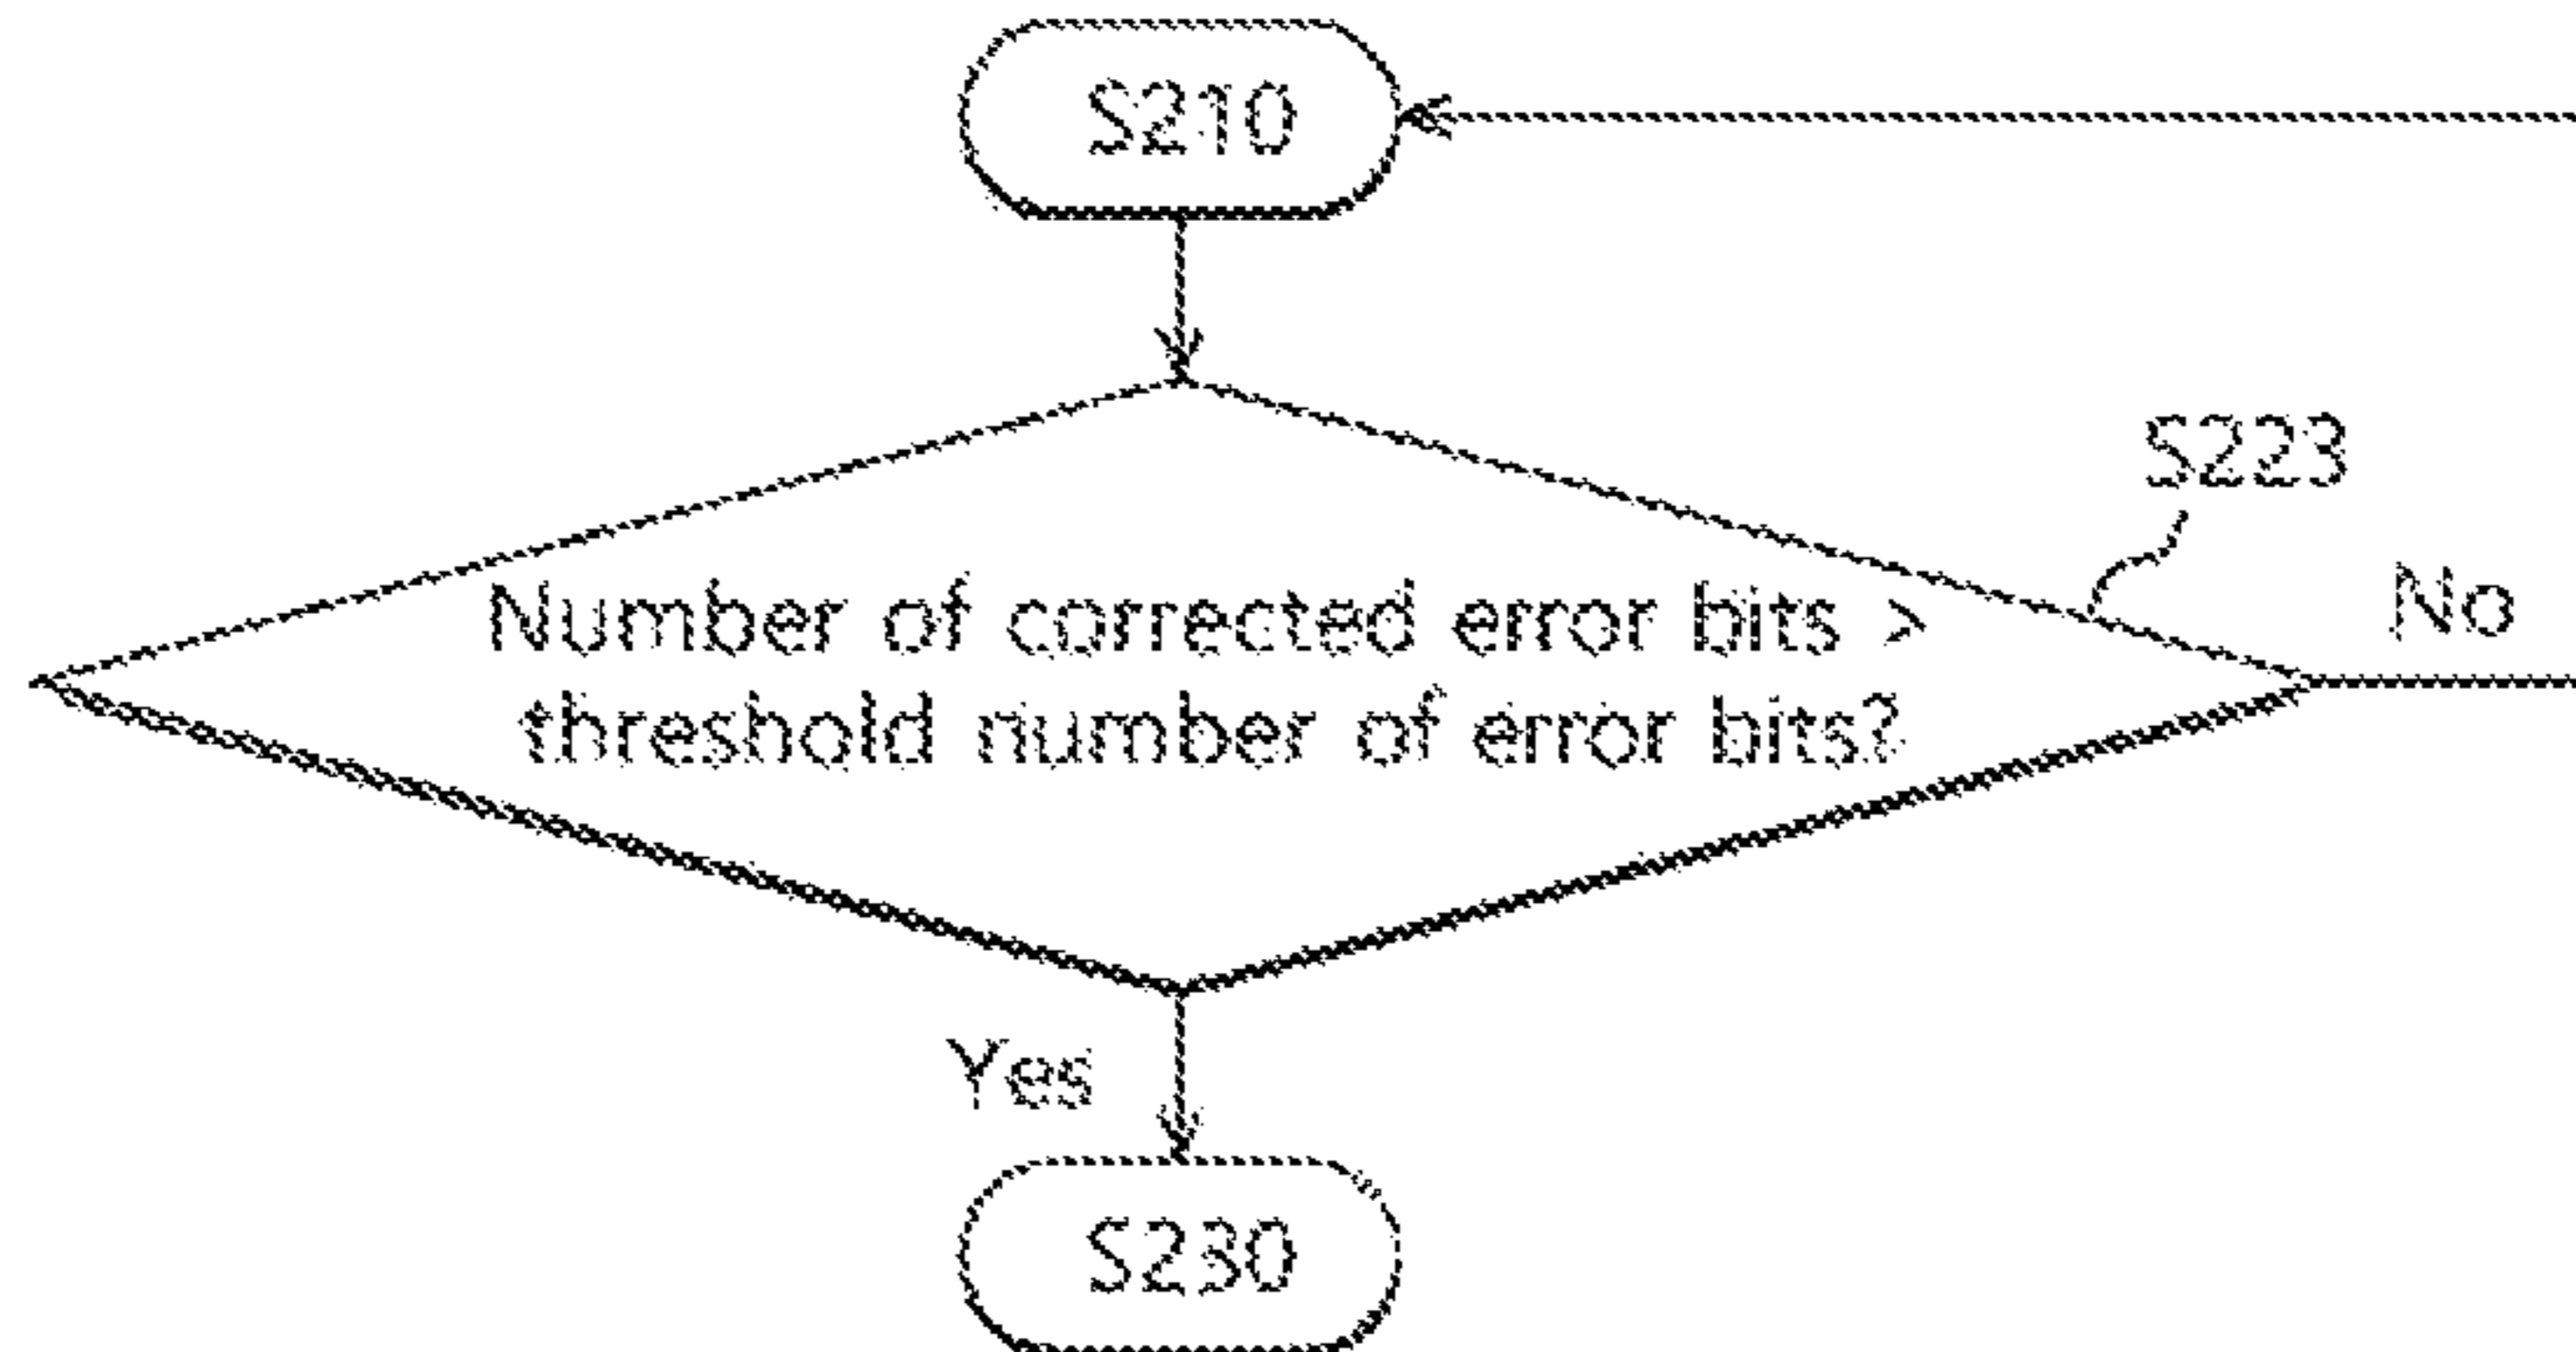 S210
S223
Number of corrected error bits >
threshold number of error bits?
No
Yes
S230